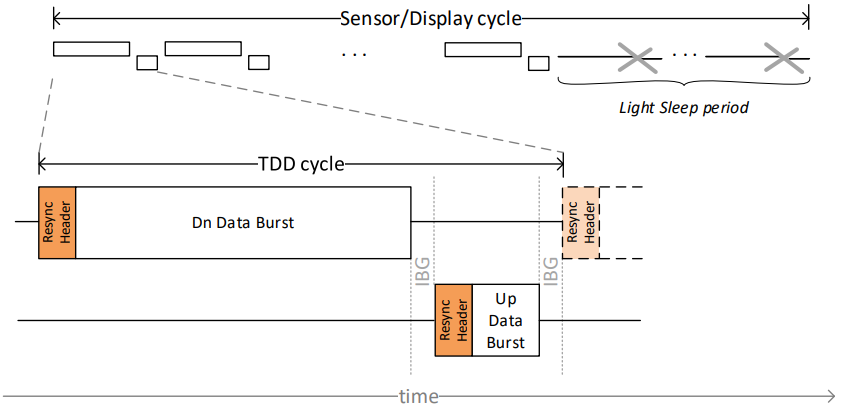 Sensor/Display cycle
. . .
. . .
Light Sleep period
TDD cycle
Resync
Header
Dn Data Burst
Resync
Header
IBG
IBG
Resync
Header
Up
Data
Burst
time